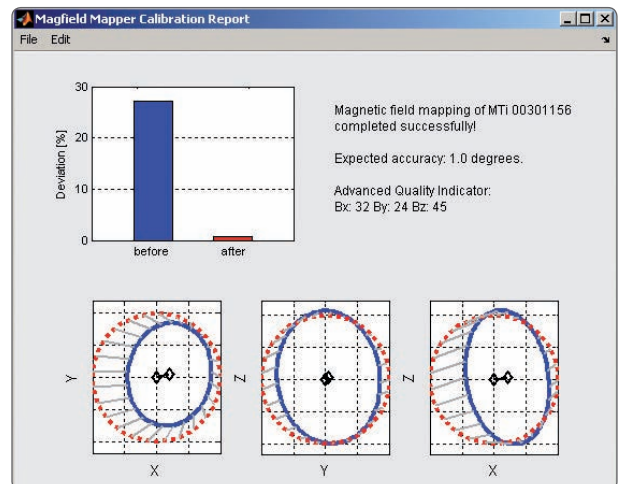 Magfield Mapper Calibration Report
File Edit
30
20
10
0
Deviation [%]
before after
Magnetic field mapping of MTi 00301156
completed successfully!
Expected accuracy: 1.0 degrees.
Advanced Quality Indicator:
Bx: 32 By: 24 Bz: 45
Y
X
Z
Y
Z
X